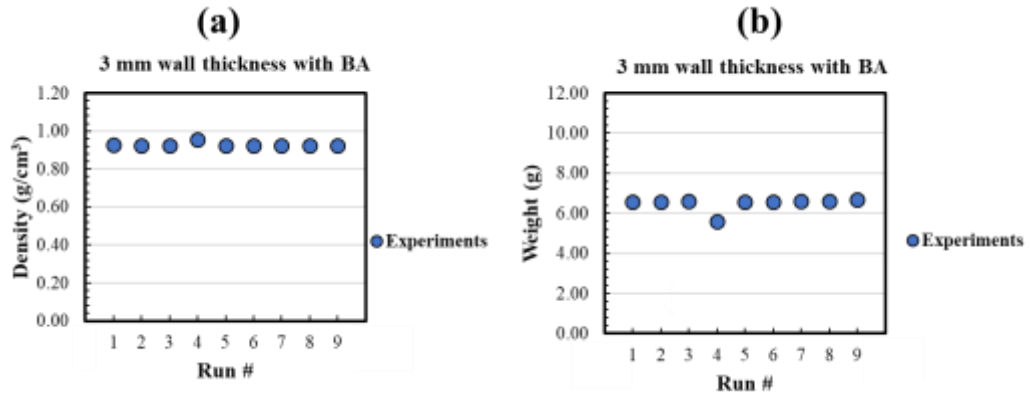 (a)
3 mm wall thickness with BA
1.20
1.00
0.80
0.60
0.40
0.20
0.00
Density (g/cm³)
1 2 3 4 5 6 7 8 9
Run #
Experiments
(b)
3 mm wall thickness with BA
12.00
10.00
8.00
6.00
4.00
2.00
0.00
Weight (g)
1 2 3 4 5 6 7 8 9
Run #
Experiments